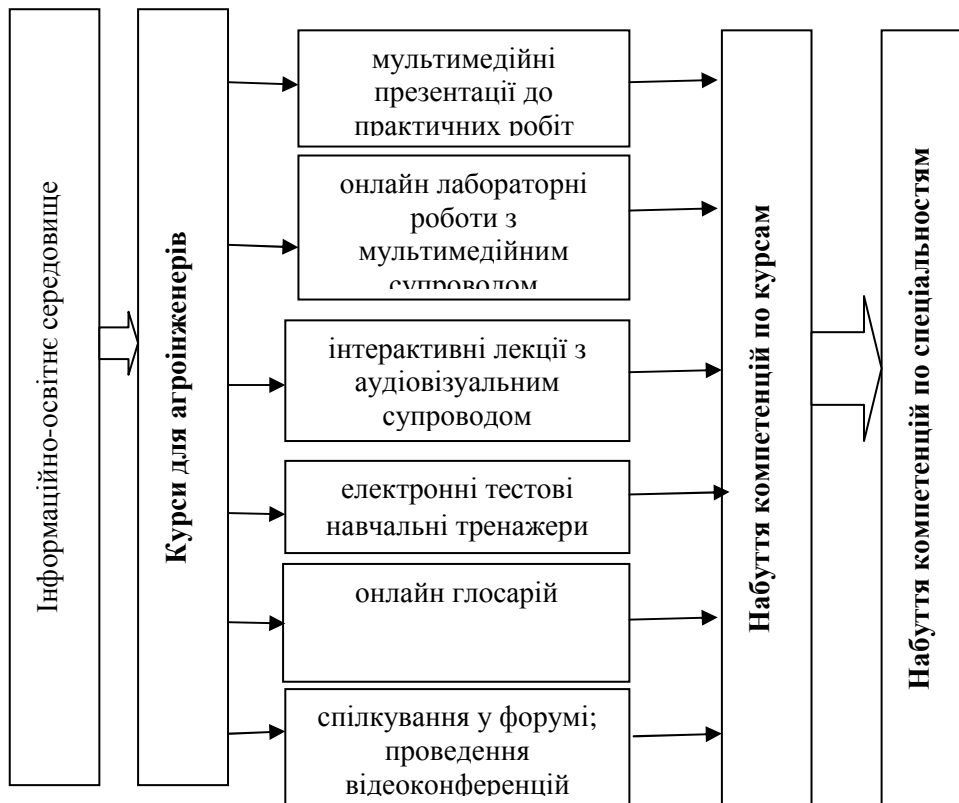 Інформаційно-освітнє середовище
Курси для агроінженерів
мультимедійні
презентації до
практичних робіт
онлайн лабораторні
роботи з
мультимедійним
супроводом
інтерактивні лекції з
аудіовізуальним
супроводом
електронні тестові
навчальні тренажери
онлайн глосарій
спілкування у форумі;
проведення
відеоконференцій
Набуття компетенцій по курсам
Набуття компетенцій по спеціальностям